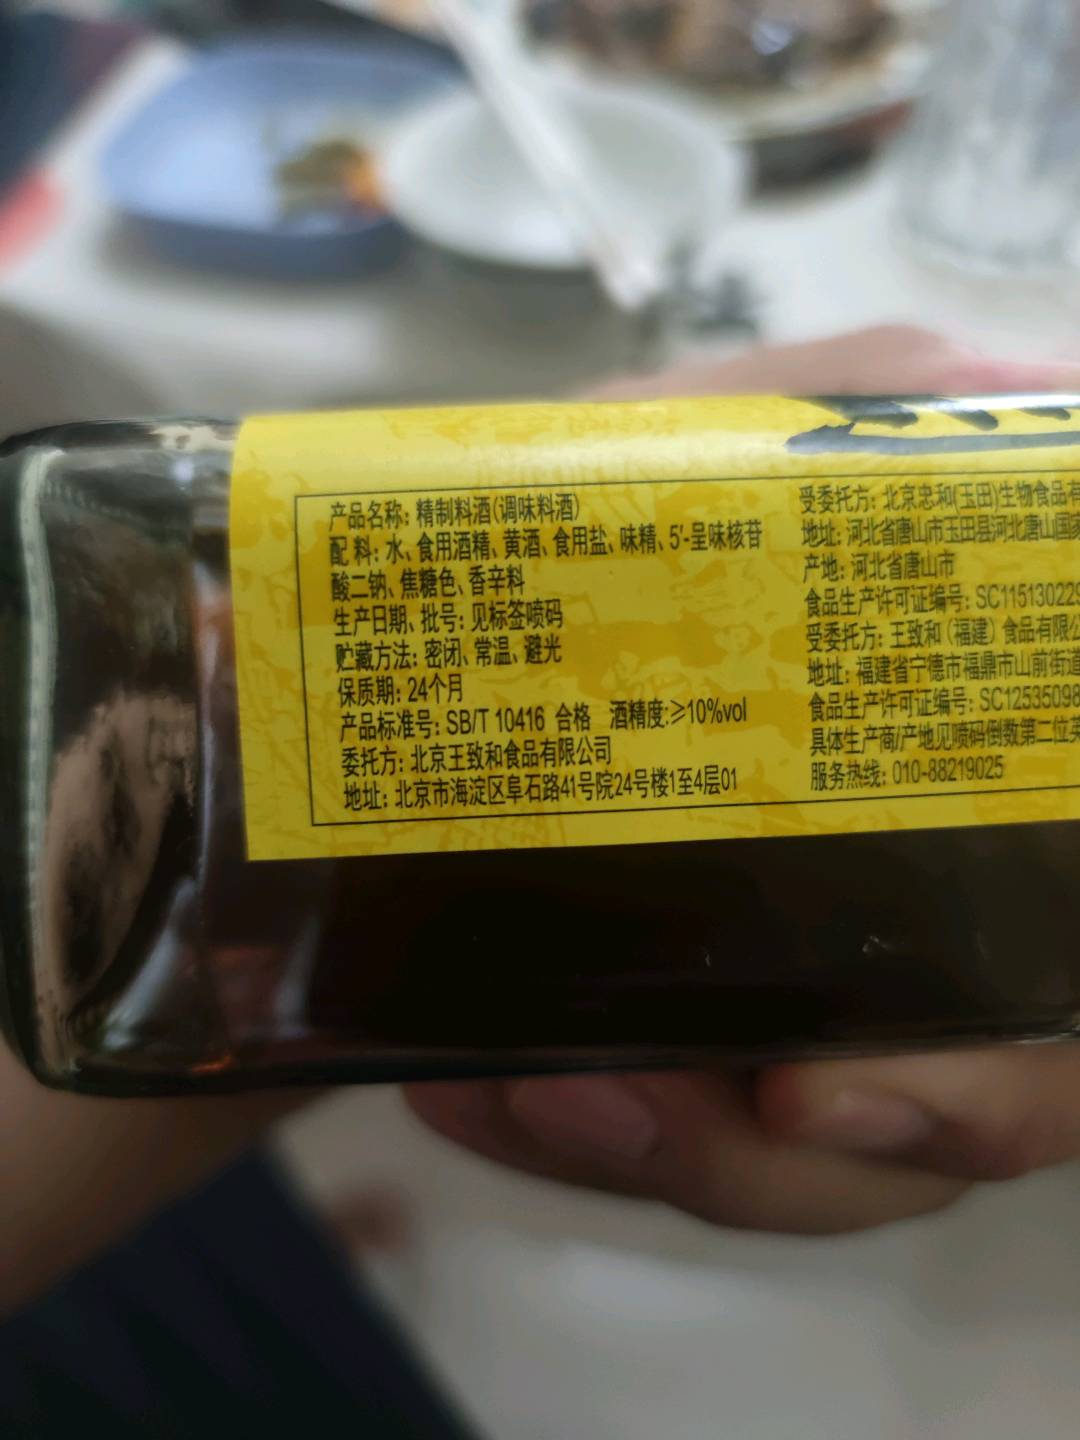 产品名称: 精制料酒(调味料酒)
配 料: 水、食用酒精、黄酒、食用盐、味精、5'-呈味核苷
酸二钠、焦糖色、香辛料
生产日期、批号: 见标签喷码
贮藏方法: 密闭、常温、避光
保质期: 24个月
产品标准号: SB/T 10416 合格 酒精度:≥10%vol
委托方: 北京王致和食品有限公司
地址: 北京市海淀区阜石路41号院24号楼1至4层01
受委托方: 北京忠和(玉田)生物食品有
地址: 河北省唐山市玉田县河北唐山国家
产地: 河北省唐山市
食品生产许可证编号: SC115130229
受委托方: 王致和(福建)食品有限公
地址: 福建省宁德市福鼎市山前街道
食品生产许可证编号: SC12535098
具体生产商/产地见喷码倒数第二位英
服务热线: 010-88219025